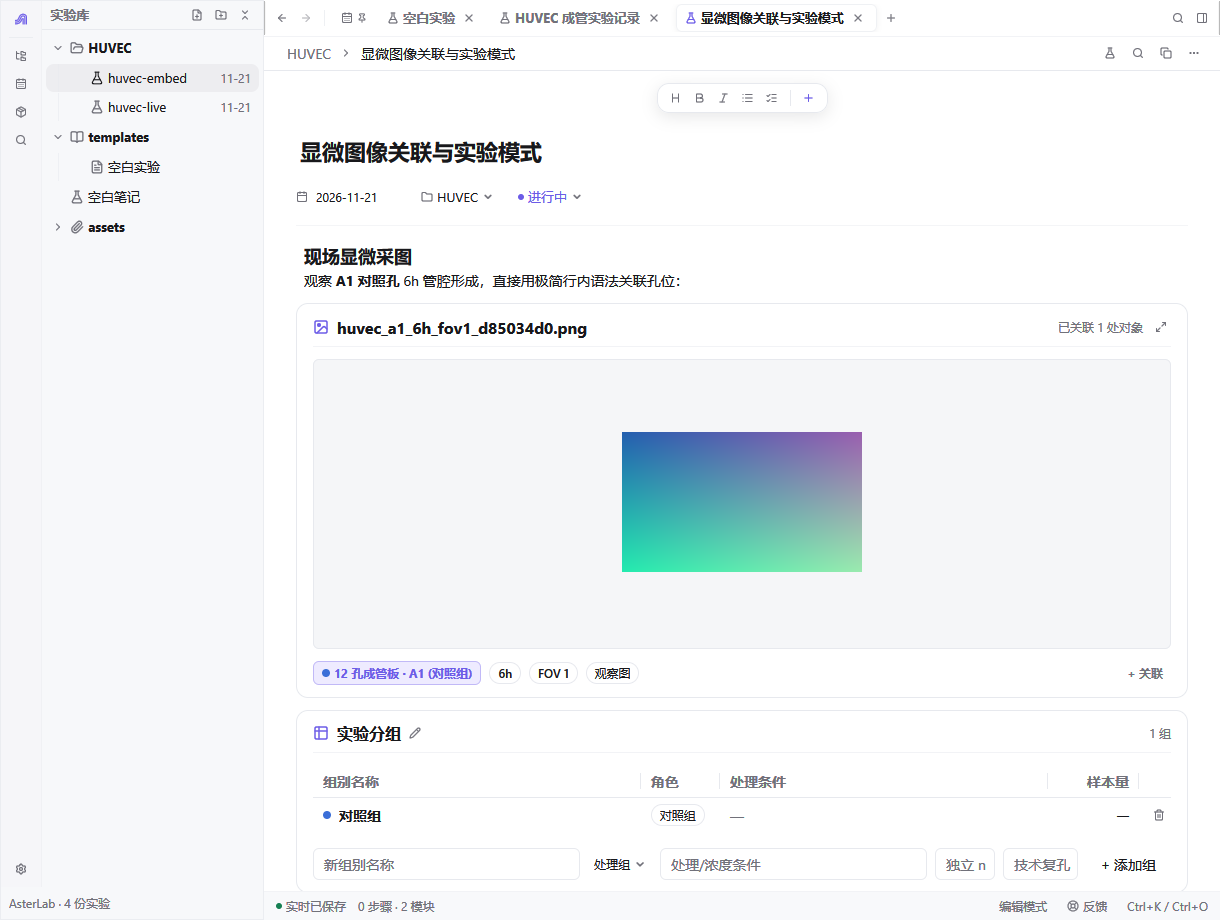 实验库
HUVEC
huvec-embed 11-21
huvec-live 11-21
templates
空白实验
空白笔记
assets
AsterLab · 4 份实验
空白实验
HUVEC 成管实验记录
显微图像关联与实验模式
HUVEC > 显微图像关联与实验模式
H B I
显微图像关联与实验模式
2026-11-21 HUVEC 进行中
现场显微采图
观察 A1 对照孔 6h 管腔形成，直接用极简行内语法关联孔位：
huvec_a1_6h_fov1_d85034d0.png 已关联 1 处对象
12 孔成管板 · A1 (对照组) 6h FOV 1 观察图 + 关联
实验分组 1 组
组别名称 角色 处理条件 样本量
对照组 对照组 — —
新组别名称 处理组 处理/浓度条件 独立 n 技术复孔 + 添加组
实时已保存 0 步骤 · 2 模块 编辑模式 反馈 Ctrl+K / Ctrl+O